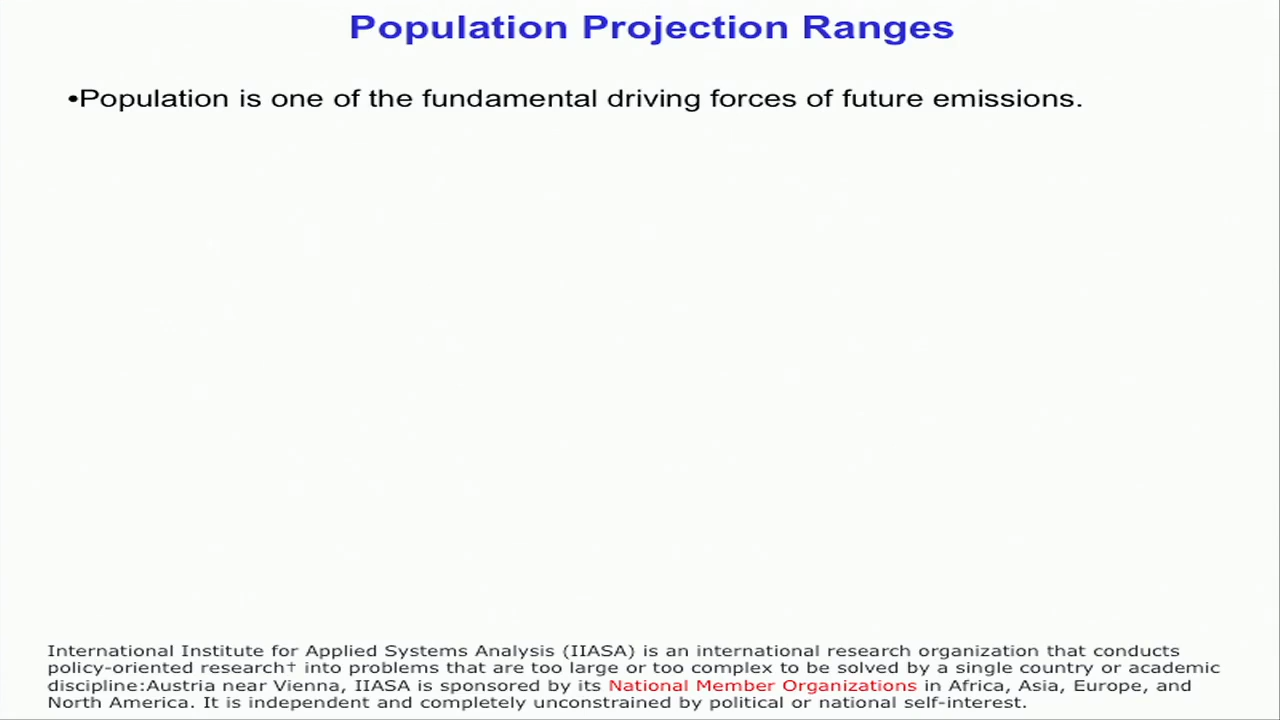 Population Projection Ranges
•Population is one of the fundamental driving forces of future emissions.
International Institute for Applied Systems Analysis (IIASA) is an international research organization that conducts
policy-oriented research† into problems that are too large or too complex to be solved by a single country or academic
discipline:Austria near Vienna, IIASA is sponsored by its National Member Organizations in Africa, Asia, Europe, and
North America. It is independent and completely unconstrained by political or national self-interest.